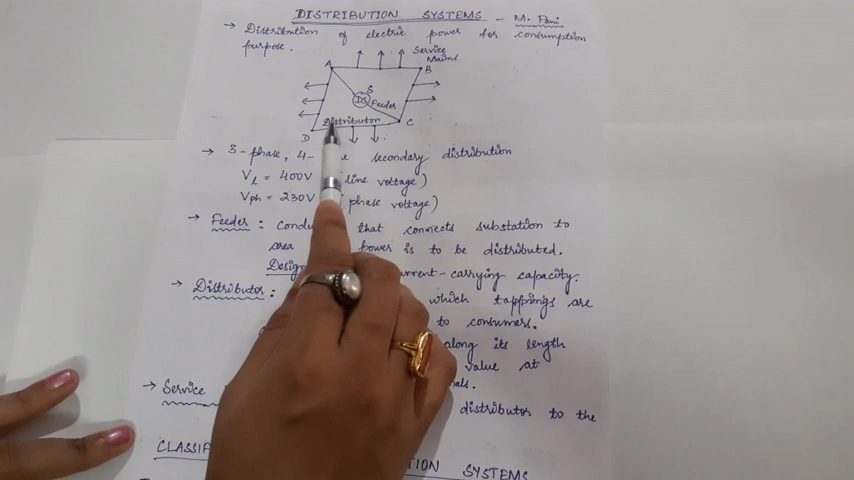 DISTRIBUTION SYSTEMS - M. Fani
→ Distribution of electric power for consumption
purpose.
Service
Mains
A
B
S
DS Feeder
Distributor
C
D
→ 3-phase, 4- secondary distribution
Vl = 400V line voltage)
Vph = 230V phase voltage)
→ Feeder : condu that connects substation to
area power is to be distributed.
Design current-carrying capacity.
→ Distributor : which tappings are
to consumers.
along its length
value at
→ Service
distributor to the
CLASSIF TION SYSTEMS